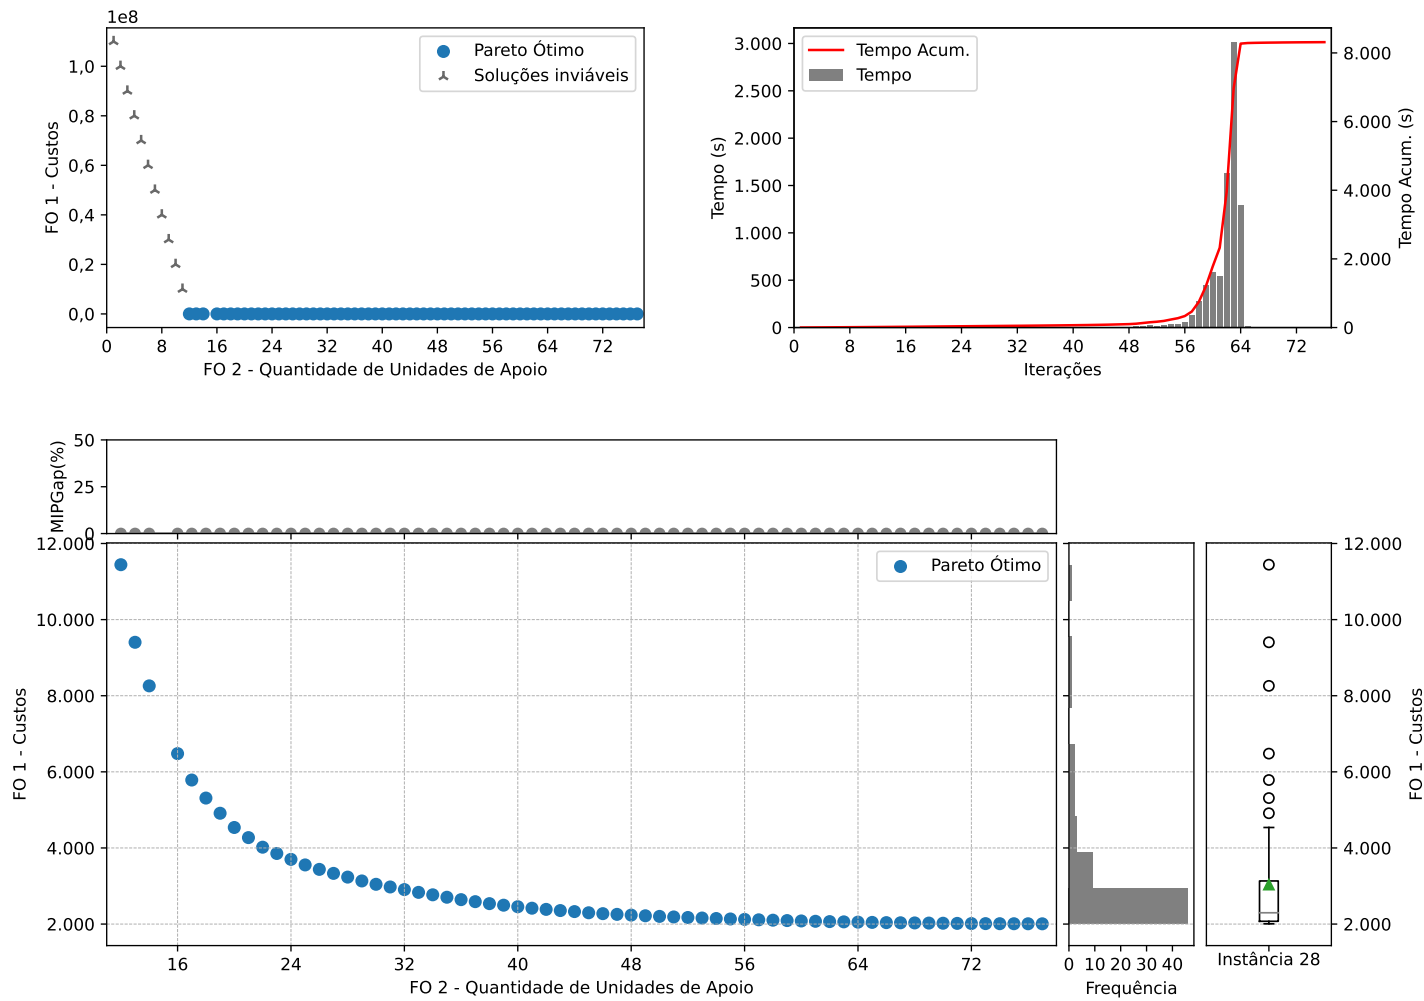 1e8
1,0
0,8
0,6
0,4
0,2
0,0
FO 1 - Custos
Pareto Ótimo
Soluções inviáveis
0 8 16 24 32 40 48 56 64 72
FO 2 - Quantidade de Unidades de Apoio
3.000
2.500
2.000
1.500
1.000
500
0
Tempo (s)
Tempo Acum.
Tempo
8.000
6.000
4.000
2.000
0
Tempo Acum. (s)
0 8 16 24 32 40 48 56 64 72
Iterações
50
25
0
MIPGap(%)
12.000
10.000
8.000
6.000
4.000
2.000
FO 1 - Custos
Pareto Ótimo
16 24 32 40 48 56 64 72
FO 2 - Quantidade de Unidades de Apoio
0 10 20 30 40
Frequência
12.000
10.000
8.000
6.000
4.000
2.000
FO 1 - Custos
Instância 28